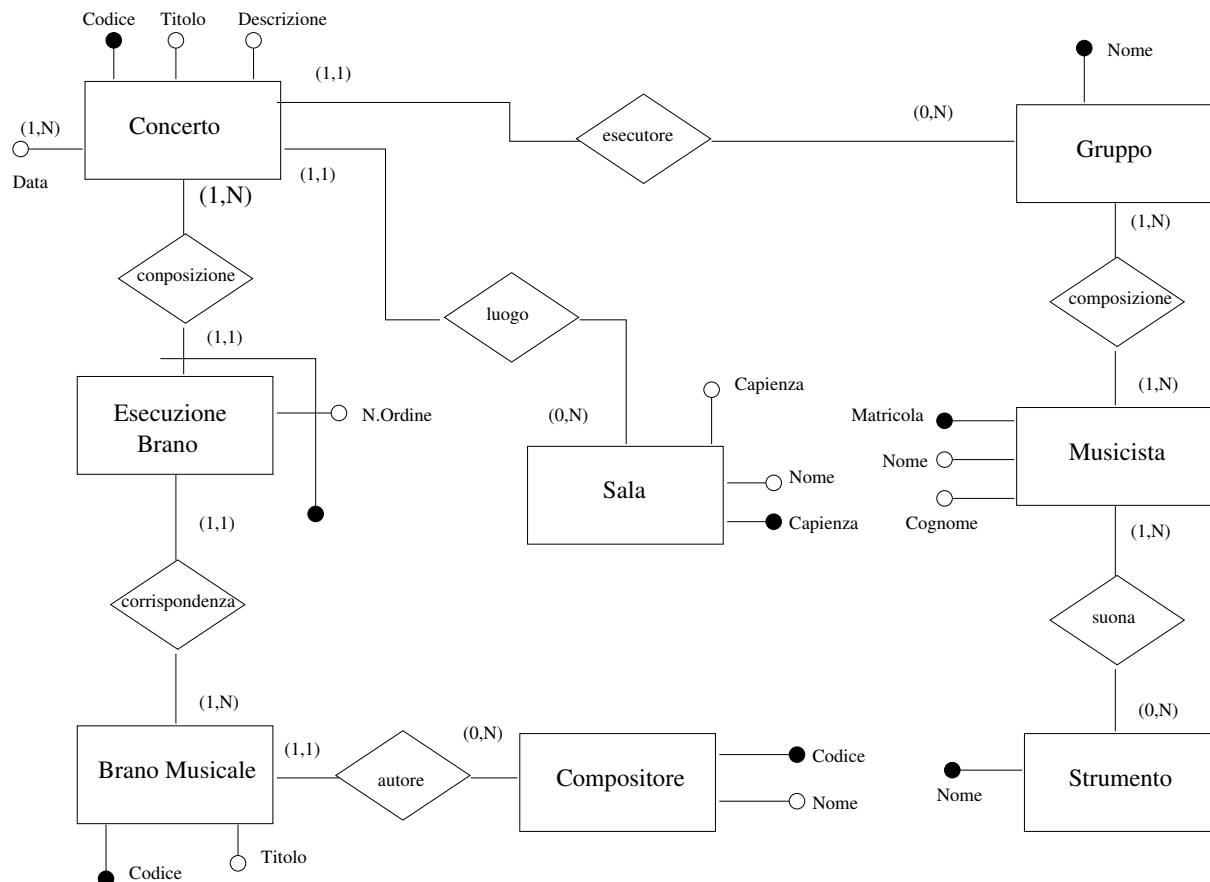 Codice Titolo Descrizione
(1,1)
Nome
(1,N)
Concerto
esecutore
(0,N)
Gruppo
Data
(1,1)
(1,N)
(1,N)
conposizione
luogo
composizione
(1,1)
(1,N)
Capienza
Esecuzione
Brano
N.Ordine
(0,N)
Sala
Nome
Capienza
Matricola
Nome
Cognome
Musicista
(1,1)
(1,N)
corrispondenza
suona
(1,N)
(0,N)
Brano Musicale
(1,1)
autore
(0,N)
Compositore
Codice
Nome
Nome
Strumento
Titolo
Codice